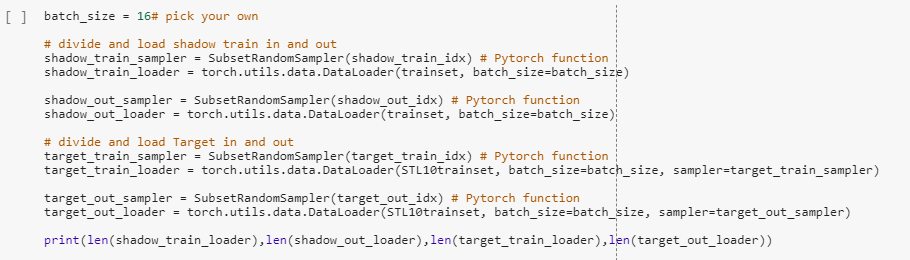 [ ] batch_size = 16# pick your own
# divide and load shadow train in and out
shadow_train_sampler = SubsetRandomSampler(shadow_train_idx) # Pytorch function
shadow_train_loader = torch.utils.data.DataLoader(trainset, batch_size=batch_size)
shadow_out_sampler = SubsetRandomSampler(shadow_out_idx) # Pytorch function
shadow_out_loader = torch.utils.data.DataLoader(trainset, batch_size=batch_size)
# divide and load Target in and out
target_train_sampler = SubsetRandomSampler(target_train_idx) # Pytorch function
target_train_loader = torch.utils.data.DataLoader(STL10trainset, batch_size=batch_size, sampler=target_train_sampler)
target_out_sampler = SubsetRandomSampler(target_out_idx) # Pytorch function
target_out_loader = torch.utils.data.DataLoader(STL10trainset, batch_size=batch_size, sampler=target_out_sampler)
print(len(shadow_train_loader),len(shadow_out_loader),len(target_train_loader),len(target_out_loader))